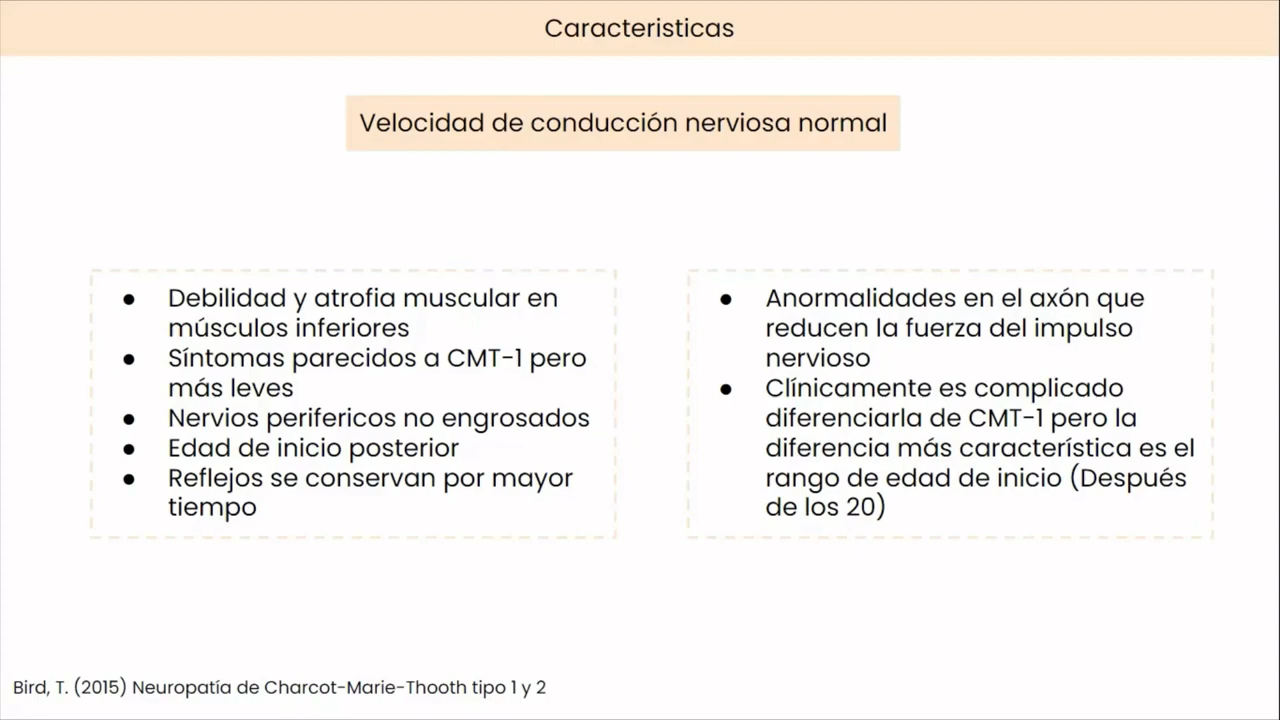 Caracteristicas
Velocidad de conducción nerviosa normal
● Debilidad y atrofia muscular en
músculos inferiores
● Síntomas parecidos a CMT-1 pero
más leves
● Nervios perifericos no engrosados
● Edad de inicio posterior
● Reflejos se conservan por mayor
tiempo
● Anormalidades en el axón que
reducen la fuerza del impulso
nervioso
● Clínicamente es complicado
diferenciarla de CMT-1 pero la
diferencia más característica es el
rango de edad de inicio (Después
de los 20)
Bird, T. (2015) Neuropatía de Charcot-Marie-Thooth tipo 1 y 2